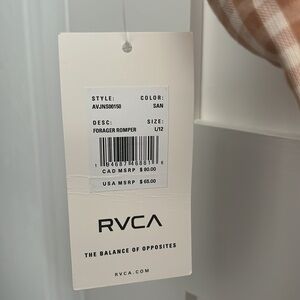 STYLE: COLOR:
AVJNS00150 SAN
DESC: SIZE:
FORAGER ROMPER L/12
CAD MSRP $ 80.00
USA MSRP $ 65.00
RVCA
THE BALANCE OF OPPOSITES
RVCA.COM